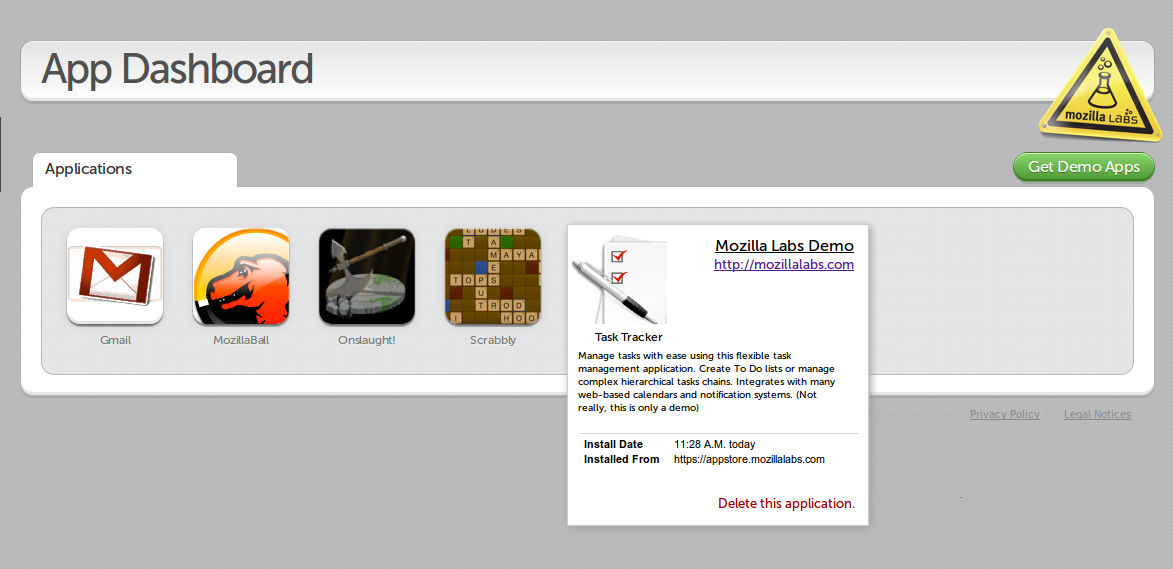 App Dashboard
mozilla LABS
Applications
Get Demo Apps
Mozilla Labs Demo
http://mozillalabs.com
L U D E S
T A
M A Y A
E
T O P S
U
T R O D
I H O O
Gmail
MozillaBall
Onslaught!
Scrabbly
Task Tracker
Manage tasks with ease using this flexible task
management application. Create To Do lists or manage
complex hierarchical tasks chains. Integrates with many
web-based calendars and notification systems. (Not
really, this is only a demo)
Privacy Policy
Legal Notices
Install Date 11:28 A.M. today
Installed From https://appstore.mozillalabs.com
Delete this application.